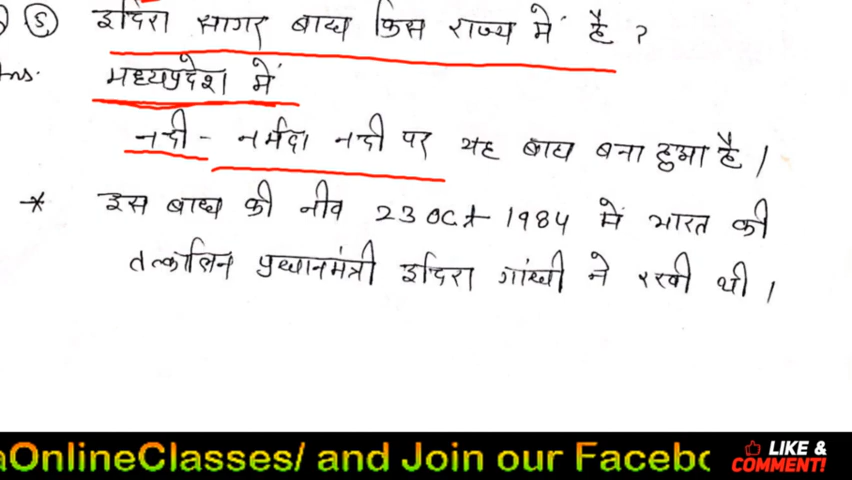 (5) इंदिरा सागर बाध किस राज्य में है ?
Ans. मध्यप्रदेश में
नदी - नर्मदा नदी पर यह बाध बना हुआ है |
* इस बाध की नीव 23 Oct 1984 में भारत की
तत्कालिन प्रधानमंत्री इंदिरा गांधी ने रखी थी |
aOnlineClasses/ and Join our Facebo
LIKE &
COMMENT!